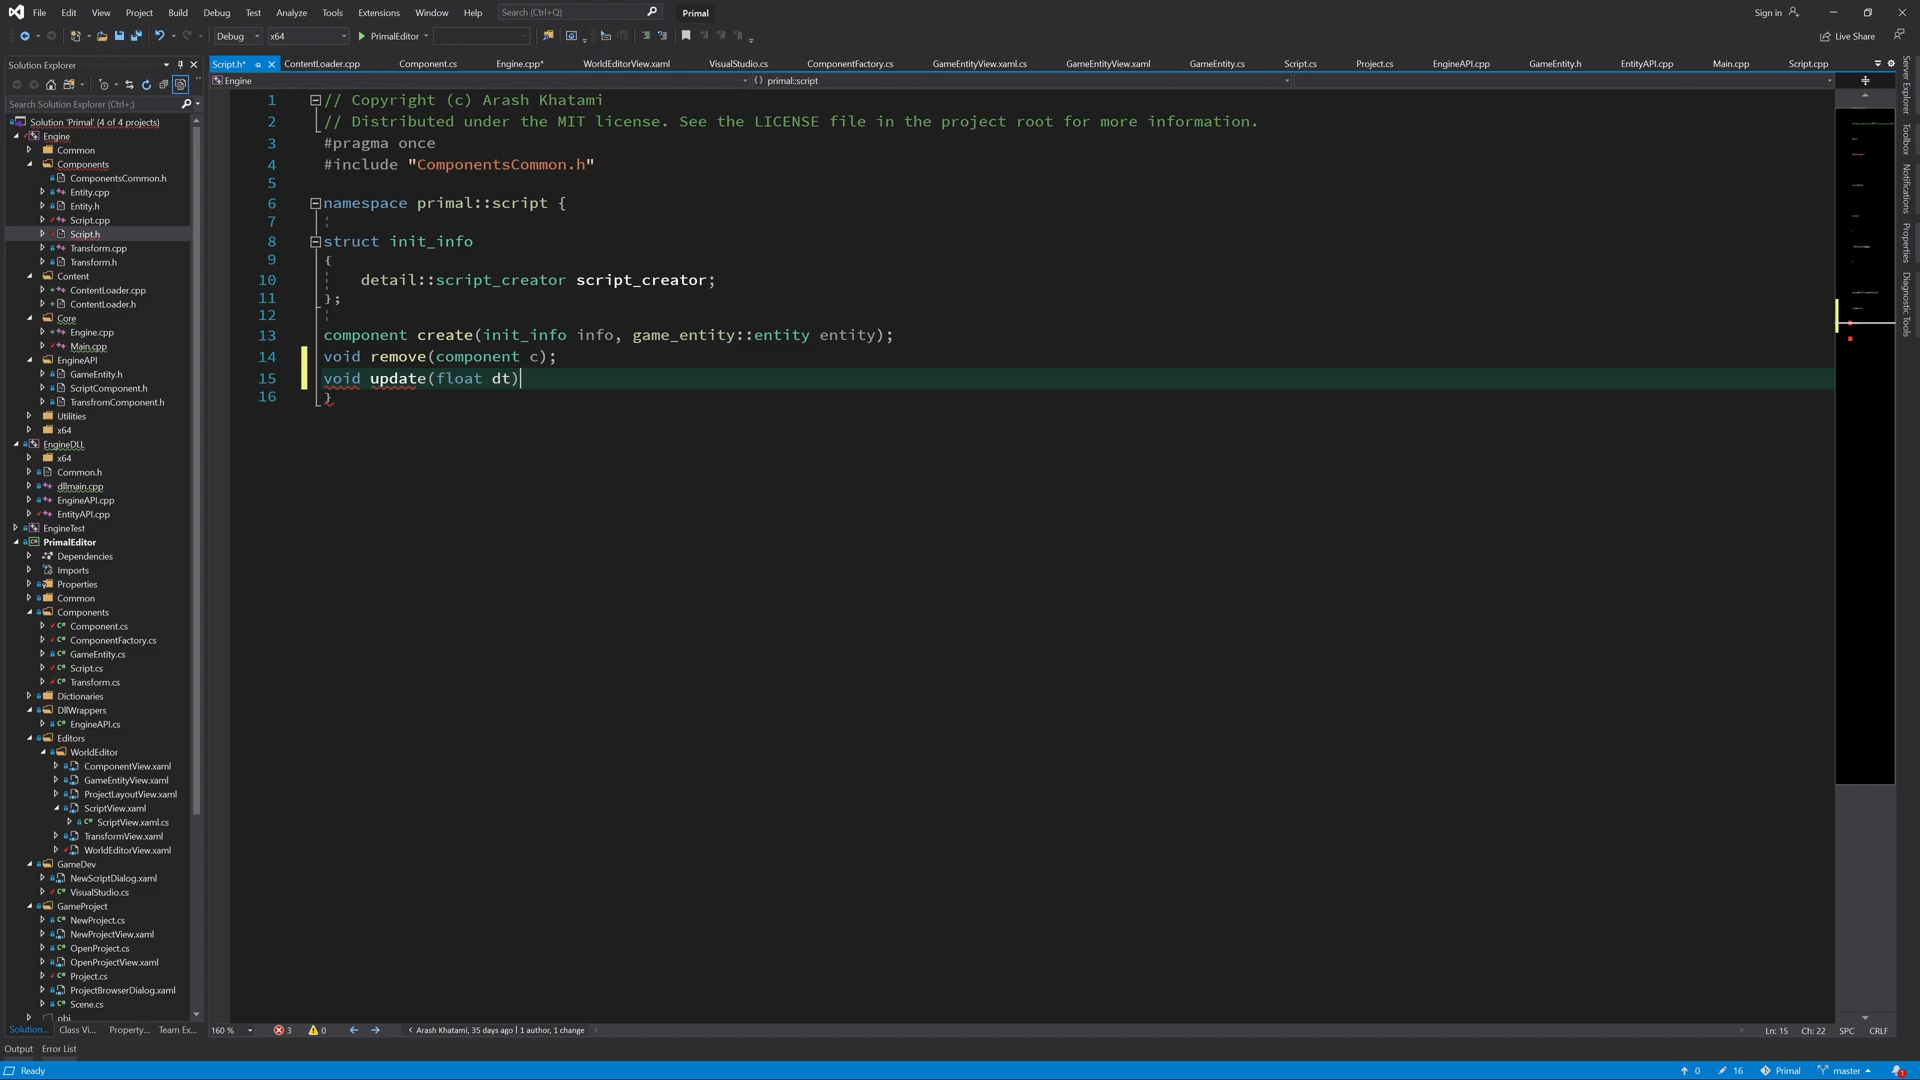 File Edit View Project Build Debug Test Analyze Tools Extensions Window Help Search (Ctrl+Q) Primal Sign in
Debug x64 PrimalEditor Live Share
Solution Explorer
Script.h* ContentLoader.cpp Component.cs Engine.cpp* WorldEditorView.xaml VisualStudio.cs ComponentFactory.cs GameEntityView.xaml.cs GameEntityView.xaml GameEntity.cs Script.cs Project.cs EngineAPI.cpp GameEntity.h EntityAPI.cpp Main.cpp Script.cpp
Engine primal::script
Search Solution Explorer (Ctrl+;)
Solution 'Primal' (4 of 4 projects)
Engine
Common
Components
ComponentsCommon.h
Entity.cpp
Entity.h
Script.cpp
Script.h
Transform.cpp
Transform.h
Content
ContentLoader.cpp
ContentLoader.h
Core
Engine.cpp
Main.cpp
EngineAPI
GameEntity.h
ScriptComponent.h
TransfromComponent.h
Utilities
x64
EngineDLL
x64
Common.h
dllmain.cpp
EngineAPI.cpp
EntityAPI.cpp
EngineTest
PrimalEditor
Dependencies
Imports
Properties
Common
Components
Component.cs
ComponentFactory.cs
GameEntity.cs
Script.cs
Transform.cs
Dictionaries
DllWrappers
EngineAPI.cs
Editors
WorldEditor
ComponentView.xaml
GameEntityView.xaml
ProjectLayoutView.xaml
ScriptView.xaml
ScriptView.xaml.cs
TransformView.xaml
WorldEditorView.xaml
GameDev
NewScriptDialog.xaml
VisualStudio.cs
GameProject
NewProject.cs
NewProjectView.xaml
OpenProject.cs
OpenProjectView.xaml
Project.cs
ProjectBrowserDialog.xaml
Scene.cs
obj
Solution... Class Vi... Property... Team Ex...
1 // Copyright (c) Arash Khatami
2 // Distributed under the MIT license. See the LICENSE file in the project root for more information.
3 #pragma once
4 #include "ComponentsCommon.h"
5
6 namespace primal::script {
7
8 struct init_info
9 {
10 detail::script_creator script_creator;
11 };
12
13 component create(init_info info, game_entity::entity entity);
14 void remove(component c);
15 void update(float dt)
16 }
Server Explorer
Toolbox
Notifications
Properties
Diagnostic Tools
160 % 3 0 Arash Khatami, 35 days ago | 1 author, 1 change Ln: 15 Ch: 22 SPC CRLF
Output Error List
Ready 0 16 Primal master 1